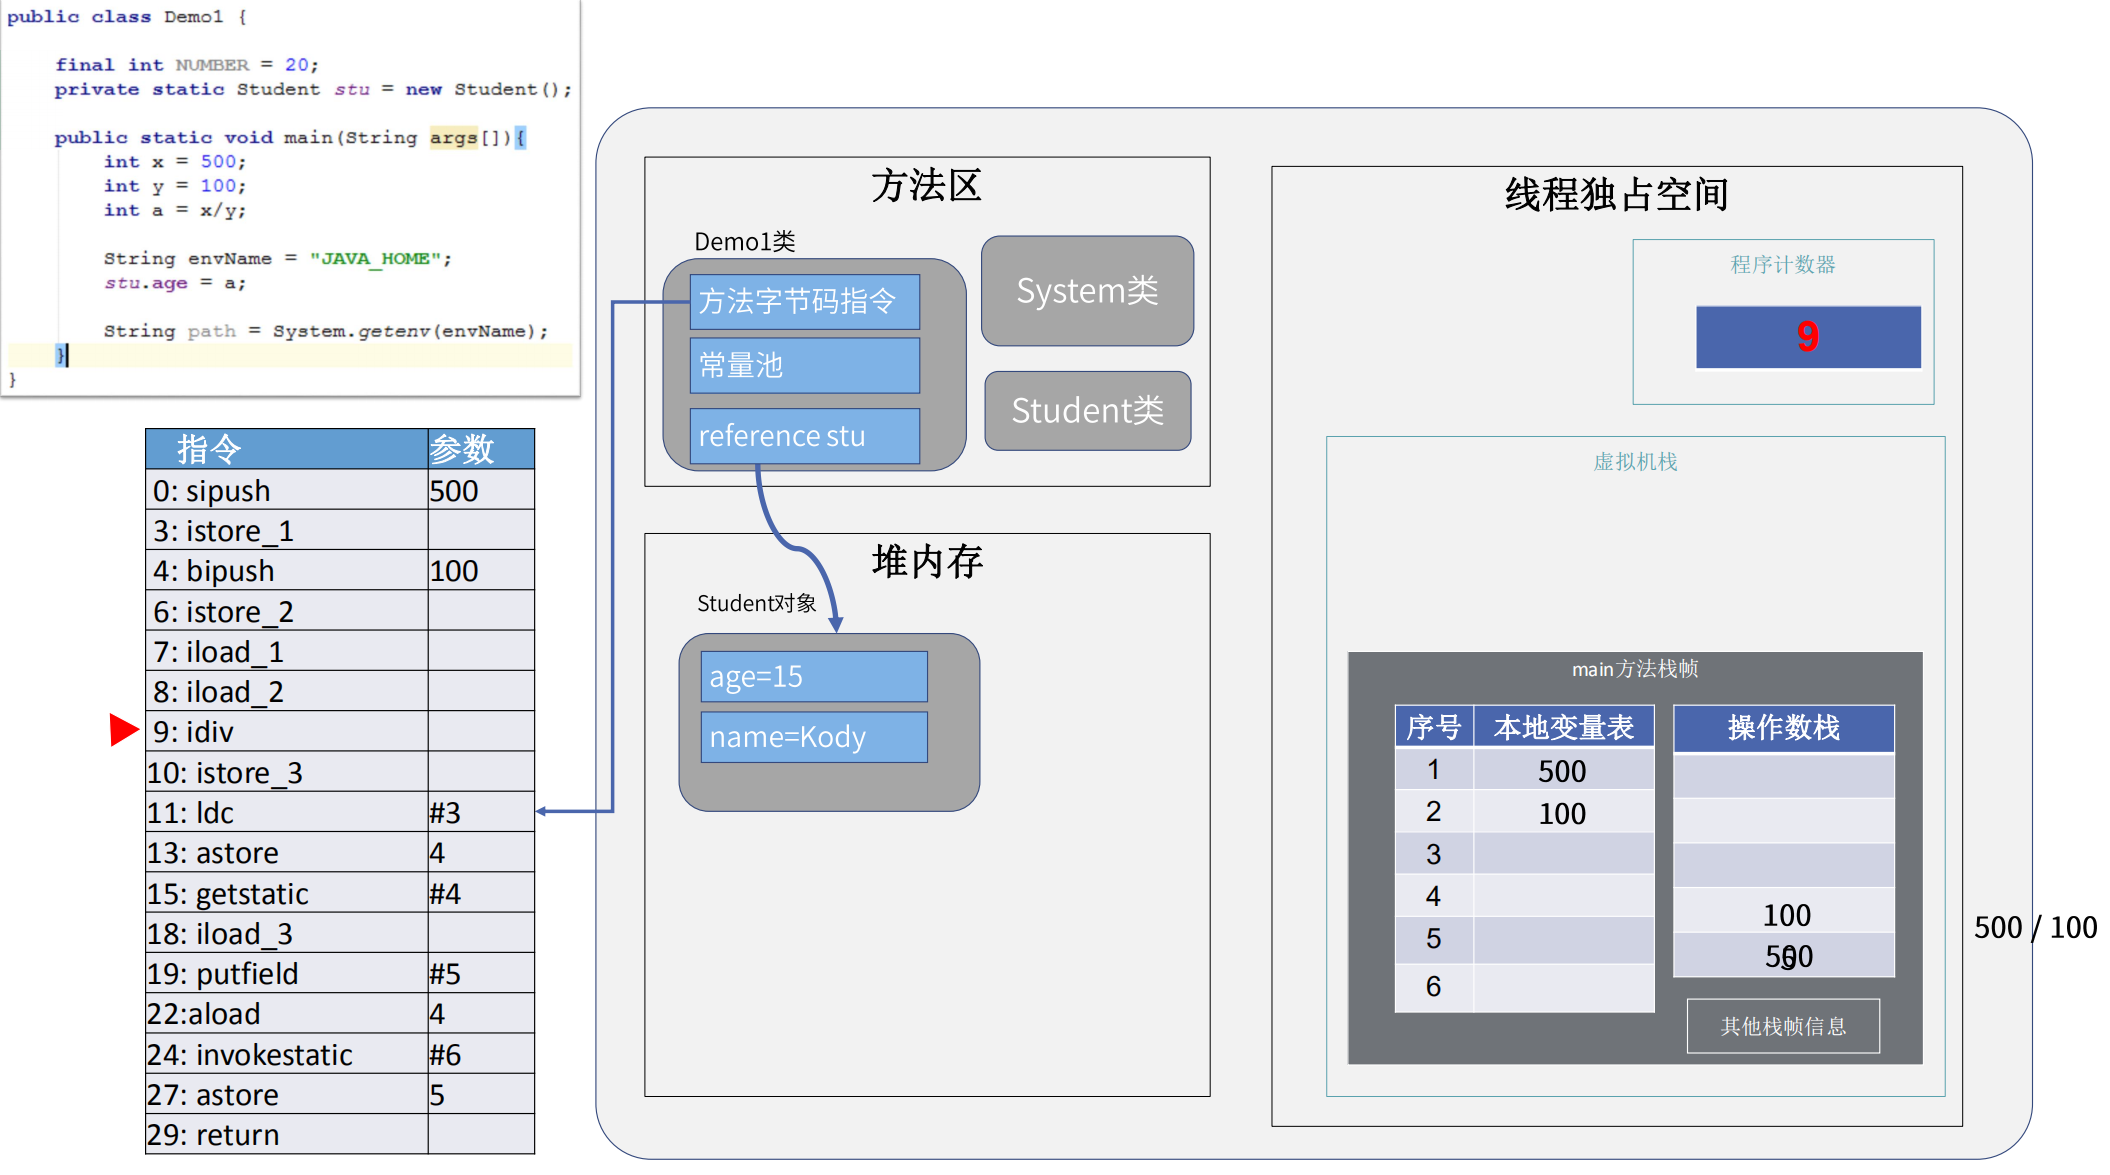 public class Demo1 {
final int NUMBER = 20;
private static Student stu = new Student();
public static void main(String args[]){
int x = 500;
int y = 100;
int a = x/y;
String envName = "JAVA_HOME";
stu.age = a;
String path = System.getenv(envName);
}
}
指令 参数
0: sipush 500
3: istore_1
4: bipush 100
6: istore_2
7: iload_1
8: iload_2
9: idiv
10: istore_3
11: ldc #3
13: astore 4
15: getstatic #4
18: iload_3
19: putfield #5
22:aload 4
24: invokestatic #6
27: astore 5
29: return
方法区
Demo1类
方法字节码指令
常量池
reference stu
System类
Student类
堆内存
Student对象
age=15
name=Kody
线程独占空间
程序计数器
9
虚拟机栈
main方法栈帧
序号 本地变量表
1 500
2 100
3
4
5
6
操作数栈
100
500
5
其他栈帧信息
500 / 100